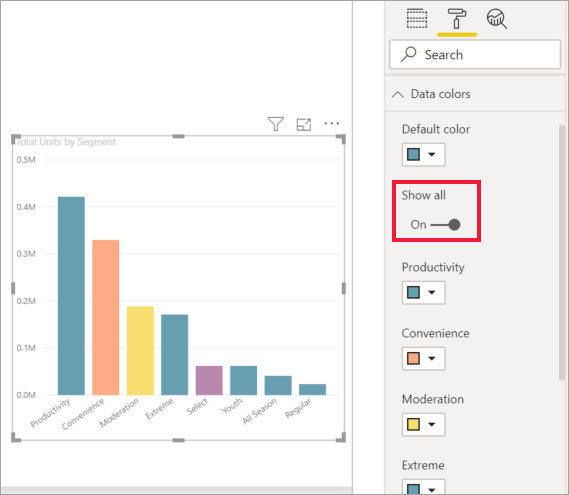 Search
Data colors
Default color
Show all
On
Productivity
Convenience
Moderation
Extreme
Total Units by Segment
0.5M
0.4M
0.3M
0.2M
0.1M
0.0M
Productivity
Convenience
Moderation
Extreme
Select
Youth
All Season
Regular